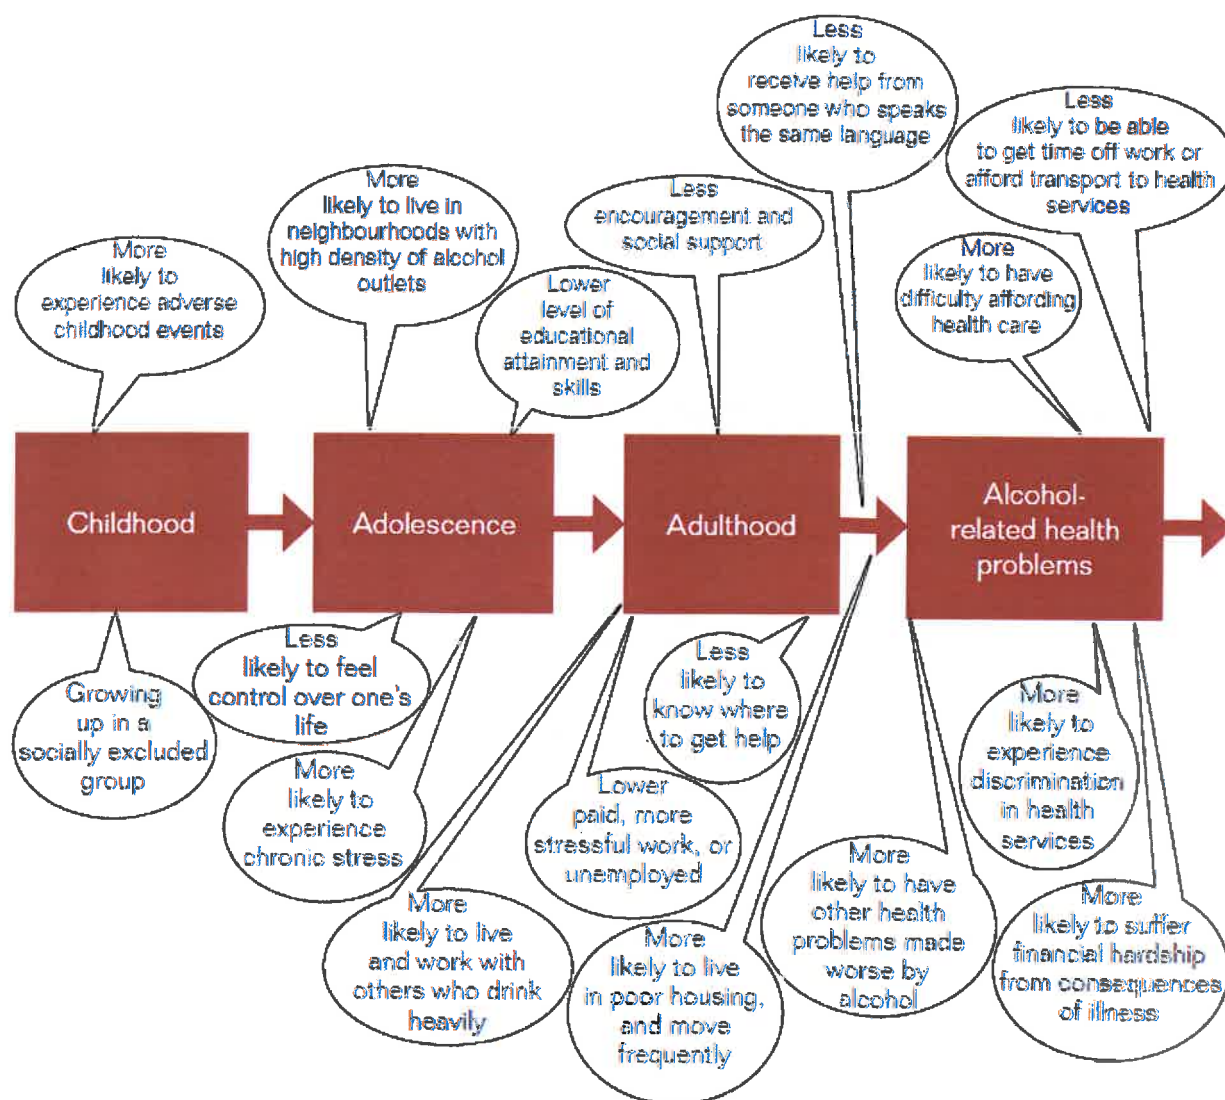 Less
likely to
receive help from
someone who speaks
the same language
Less
likely to be able
to get time off work or
afford transport to health
services
More
likely to live in
neighbourhoods with
high density of alcohol
outlets
Less
encouragement and
social support
More
likely to
experience adverse
childhood events
Lower
level of
educational
attainment and
skills
More
likely to have
difficulty affording
health care
Childhood
Adolescence
Adulthood
Alcohol-
related health
problems
Growing
up in a
socially excluded
group
Less
likely to feel
control over one's
life
More
likely to
experience
chronic stress
Less
likely to
know where
to get help
Lower
paid, more
stressful work, or
unemployed
More
likely to
experience
discrimination
in health
services
More
likely to live
and work with
others who drink
heavily
More
likely to live
in poor housing,
and move
frequently
More
likely to have
other health
problems made
worse by
alcohol
More
likely to suffer
financial hardship
from consequences
of illness